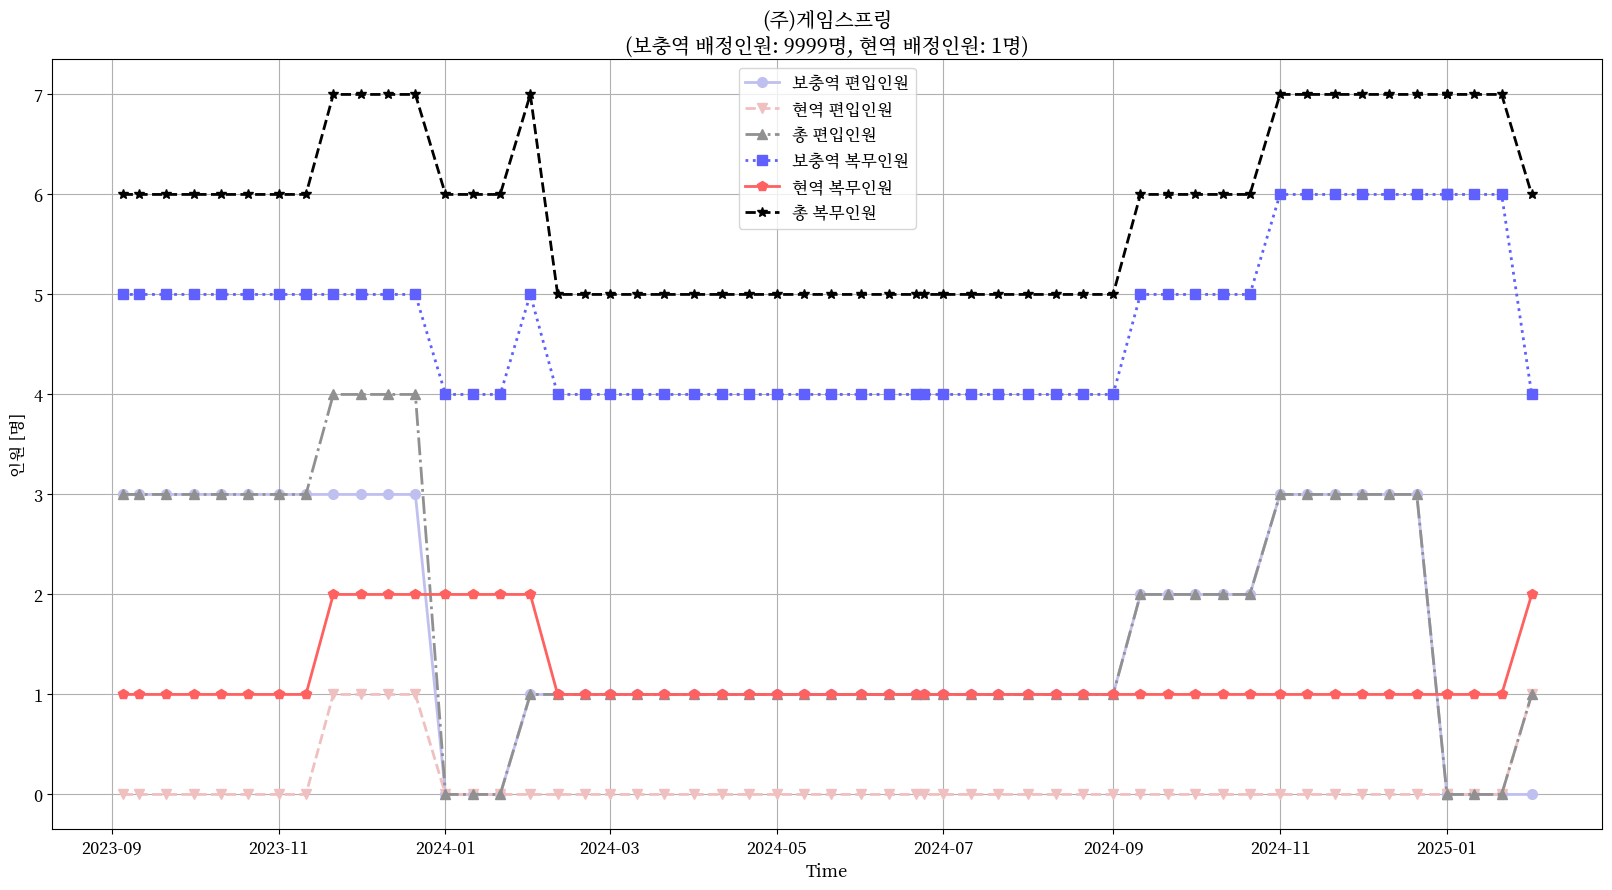 (주)게임스프링
(보충역 배정인원: 9999명, 현역 배정인원: 1명)
보충역 편입인원
현역 편입인원
총 편입인원
보충역 복무인원
현역 복무인원
총 복무인원
인원 [명]
7
6
5
4
3
2
1
0
2023-09 2023-11 2024-01 2024-03 2024-05 2024-07 2024-09 2024-11 2025-01
Time